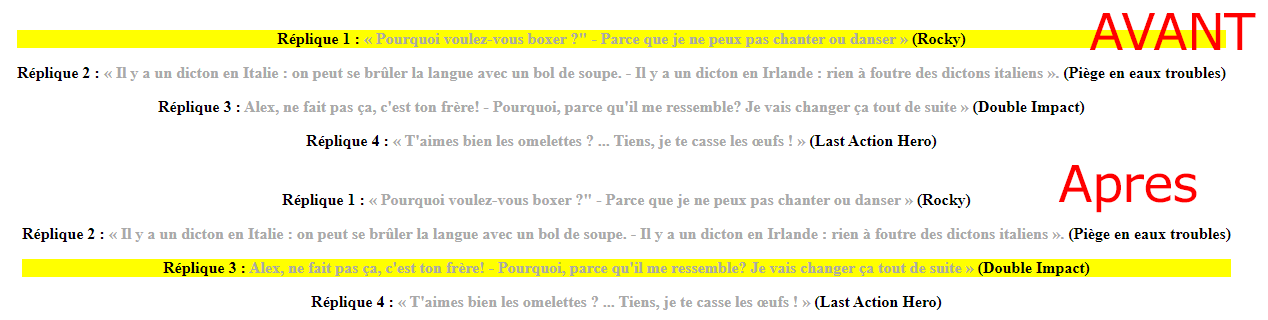 AVANT
Réplique 1 : « Pourquoi voulez-vous boxer ?" - Parce que je ne peux pas chanter ou danser » (Rocky)
Réplique 2 : « Il y a un dicton en Italie : on peut se brûler la langue avec un bol de soupe. - Il y a un dicton en Irlande : rien à foutre des dictons italiens ». (Piège en eaux troubles)
Réplique 3 : Alex, ne fait pas ça, c'est ton frère! - Pourquoi, parce qu'il me ressemble? Je vais changer ça tout de suite » (Double Impact)
Réplique 4 : « T'aimes bien les omelettes ? ... Tiens, je te casse les œufs ! » (Last Action Hero)
Apres
Réplique 1 : « Pourquoi voulez-vous boxer ?" - Parce que je ne peux pas chanter ou danser » (Rocky)
Réplique 2 : « Il y a un dicton en Italie : on peut se brûler la langue avec un bol de soupe. - Il y a un dicton en Irlande : rien à foutre des dictons italiens ». (Piège en eaux troubles)
Réplique 3 : Alex, ne fait pas ça, c'est ton frère! - Pourquoi, parce qu'il me ressemble? Je vais changer ça tout de suite » (Double Impact)
Réplique 4 : « T'aimes bien les omelettes ? ... Tiens, je te casse les œufs ! » (Last Action Hero)